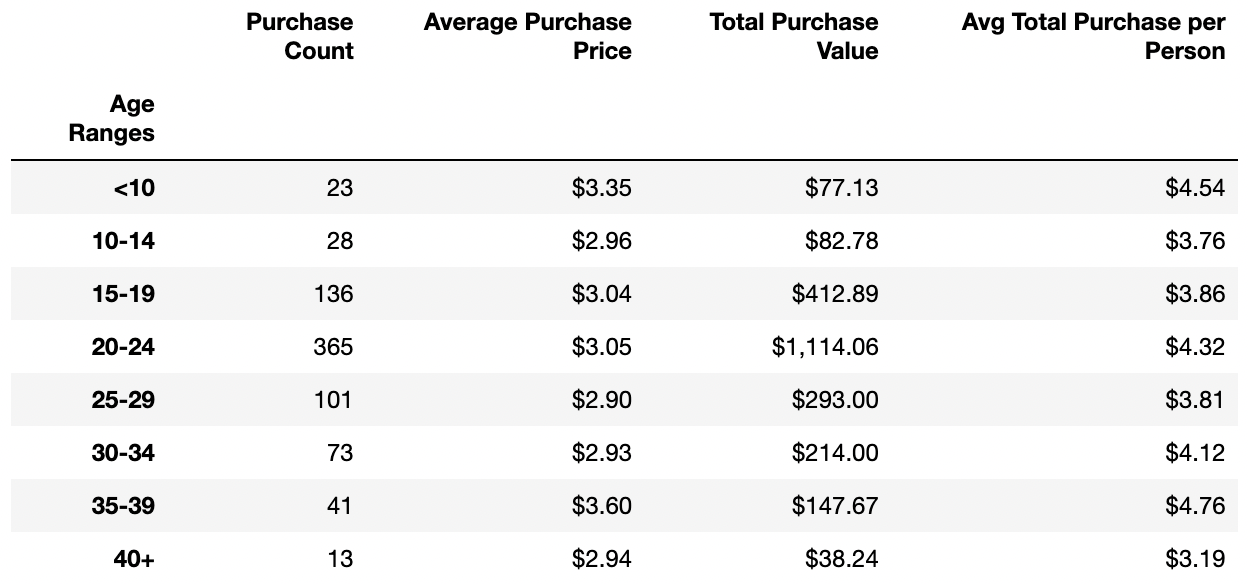 Purchase Count Average Purchase Price Total Purchase Value Avg Total Purchase per Person
Age Ranges
<10 23 $3.35 $77.13 $4.54
10-14 28 $2.96 $82.78 $3.76
15-19 136 $3.04 $412.89 $3.86
20-24 365 $3.05 $1,114.06 $4.32
25-29 101 $2.90 $293.00 $3.81
30-34 73 $2.93 $214.00 $4.12
35-39 41 $3.60 $147.67 $4.76
40+ 13 $2.94 $38.24 $3.19